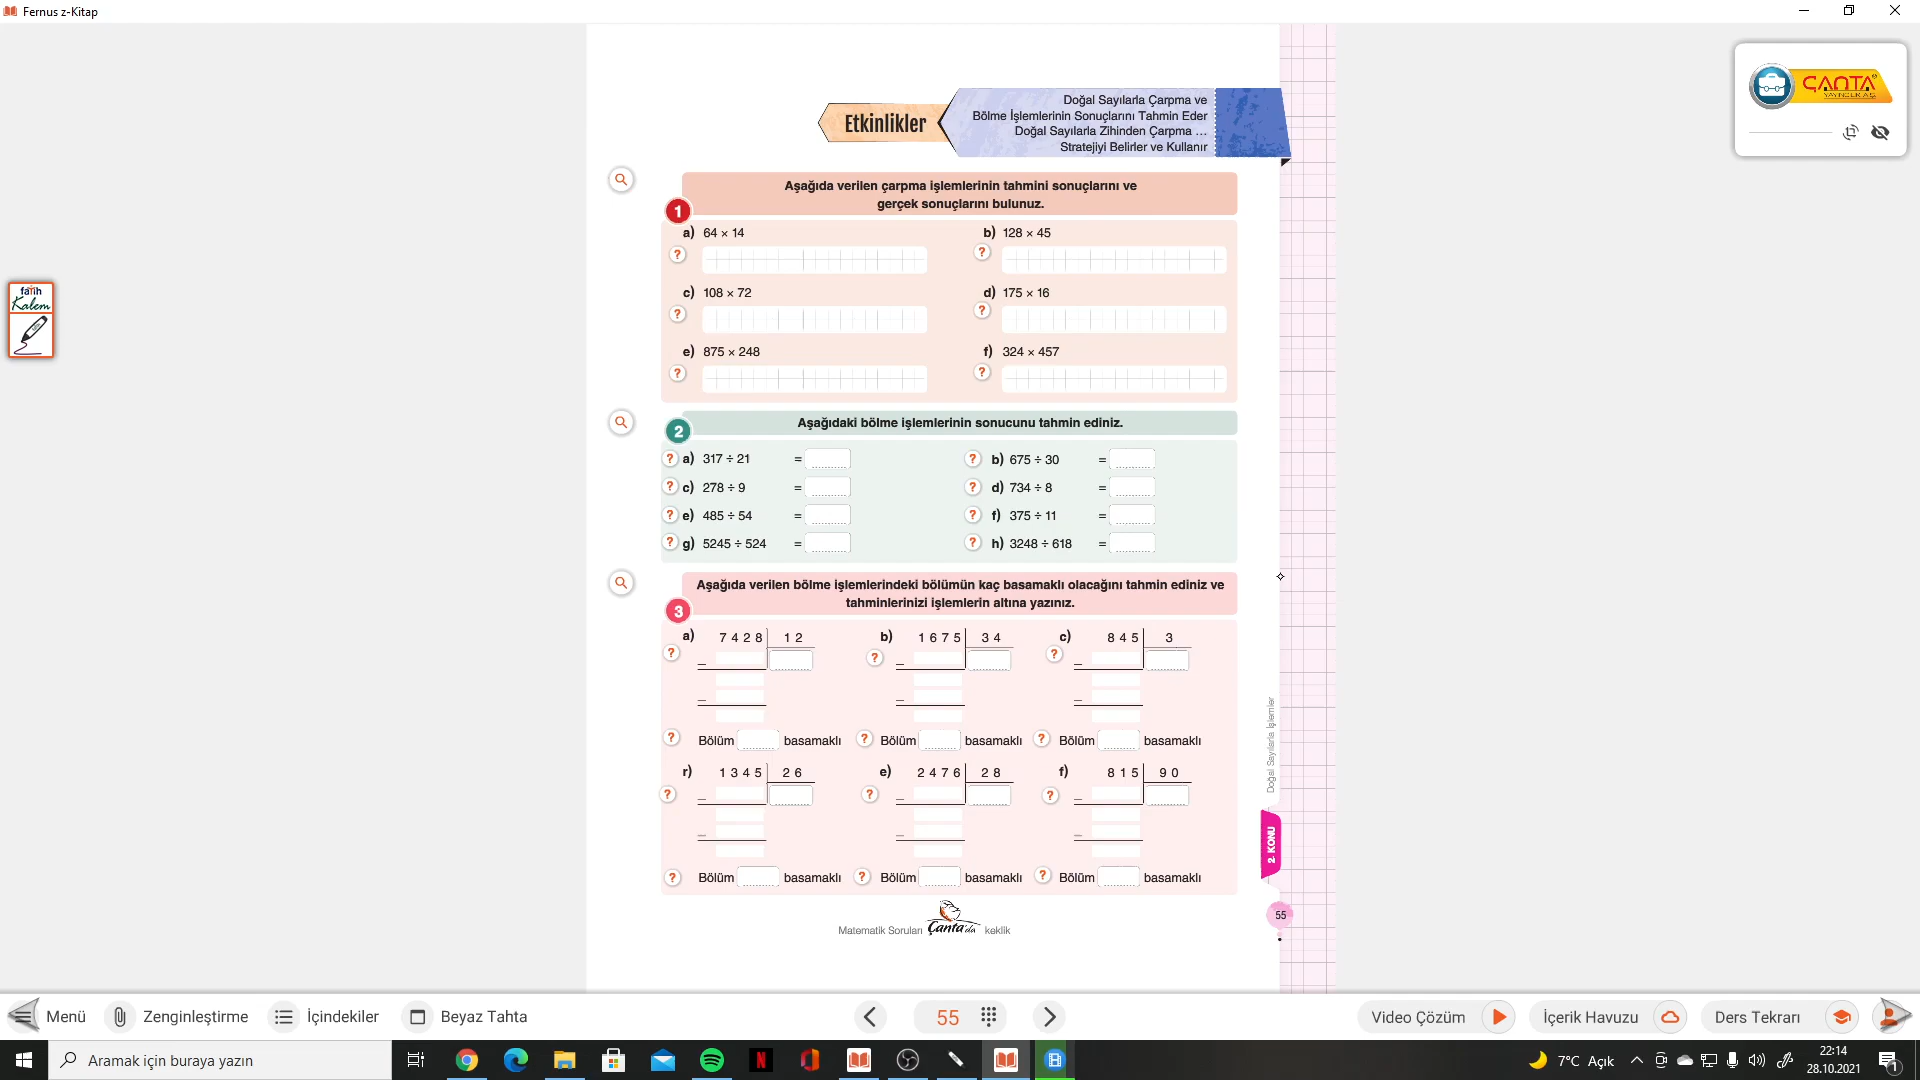 Fernus z-Kitap
ÇANTA
YAYINCILIK A.Ş.
fatih
Kalem
Etkinlikler
Doğal Sayılarla Çarpma ve
Bölme İşlemlerinin Sonuçlarını Tahmin Eder
Doğal Sayılarla Zihinden Çarpma ...
Stratejiyi Belirler ve Kullanır
1
Aşağıda verilen çarpma işlemlerinin tahmini sonuçlarını ve
gerçek sonuçlarını bulunuz.
a) 64 × 14
b) 128 × 45
? ?
c) 108 × 72
d) 175 × 16
? ?
e) 875 × 248
f) 324 × 457
? ?
2
Aşağıdaki bölme işlemlerinin sonucunu tahmin ediniz.
? a) 317 ÷ 21 =
? b) 675 ÷ 30 =
? c) 278 ÷ 9 =
? d) 734 ÷ 8 =
? e) 485 ÷ 54 =
? f) 375 ÷ 11 =
? g) 5245 ÷ 524 =
? h) 3248 ÷ 618 =
3
Aşağıda verilen bölme işlemlerindeki bölümün kaç basamaklı olacağını tahmin ediniz ve
tahminlerinizi işlemlerin altına yazınız.
a) 7428 12
b) 1675 34
c) 845 3
? ? ?
? Bölüm basamaklı
? Bölüm basamaklı
? Bölüm basamaklı
r) 1345 26
e) 2476 28
f) 815 90
? ? ?
? Bölüm basamaklı
? Bölüm basamaklı
? Bölüm basamaklı
Doğal Sayılarla İşlemler
2. KONU
55
Matematik Soruları Çanta'da keklik
Menü
Zenginleştirme
İçindekiler
Beyaz Tahta
55
Video Çözüm
İçerik Havuzu
Ders Tekrarı
Aramak için buraya yazın
7°C Açık
22:14
28.10.2021
1